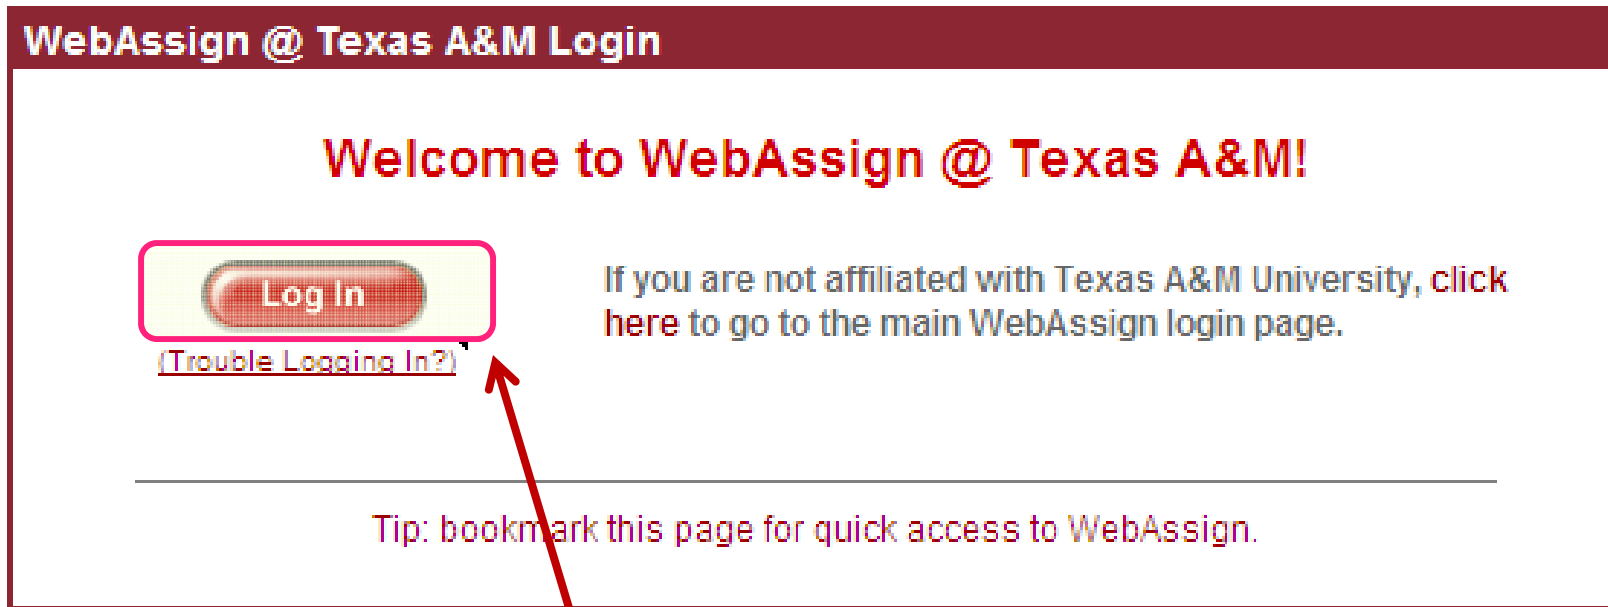 WebAssign @ Texas A&M Login
Welcome to WebAssign @ Texas A&M!
Log In
(Trouble Logging In?)
If you are not affiliated with Texas A&M University, click
here to go to the main WebAssign login page.
Tip: bookmark this page for quick access to WebAssign.